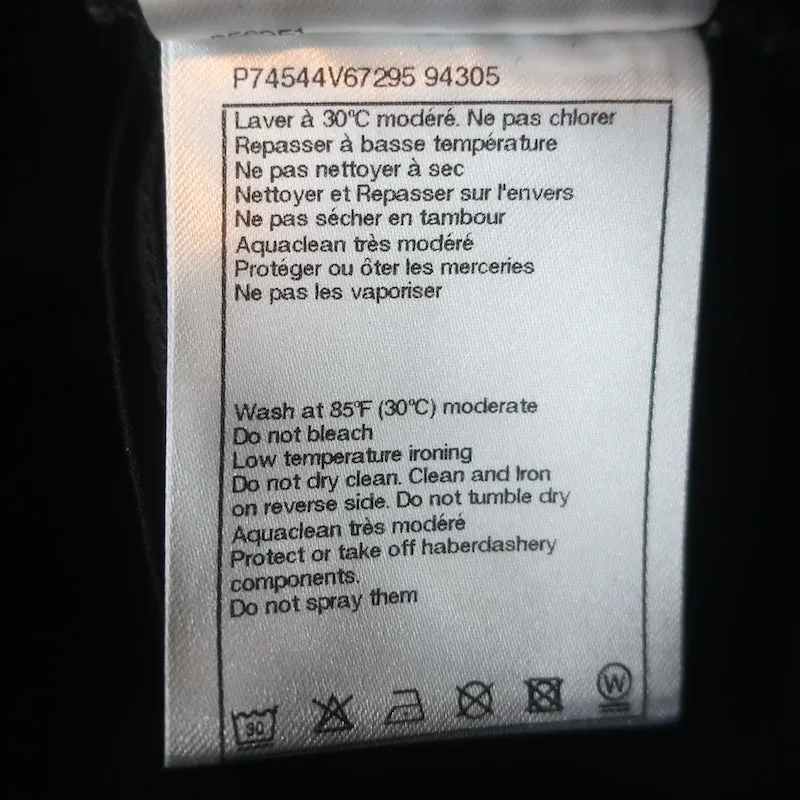 P74544V67295 94305
Laver à 30°C modéré. Ne pas chlorer
Repasser à basse température
Ne pas nettoyer à sec
Nettoyer et Repasser sur l'envers
Ne pas sécher en tambour
Aquaclean très modéré
Protéger ou ôter les merceries
Ne pas les vaporiser
Wash at 85°F (30°C) moderate
Do not bleach
Low temperature ironing
Do not dry clean. Clean and Iron
on reverse side. Do not tumble dry
Aquaclean très modéré
Protect or take off haberdashery
components.
Do not spray them
30 W